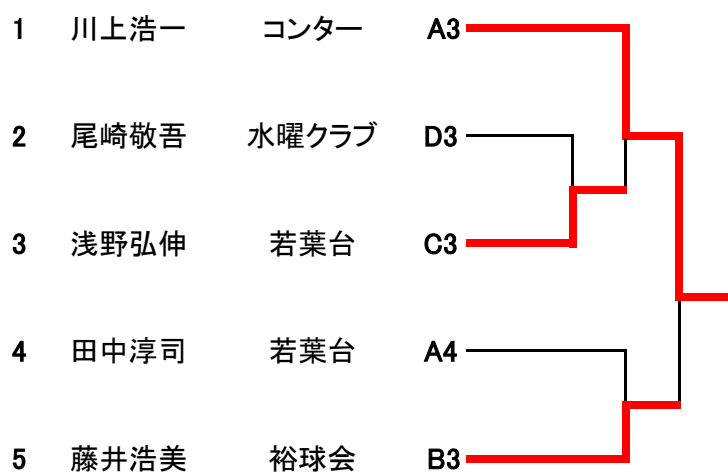 1 川上浩一 コンター A3
2 尾崎敬吾 水曜クラブ D3
3 浅野弘伸 若葉台 C3
4 田中淳司 若葉台 A4
5 藤井浩美 裕球会 B3